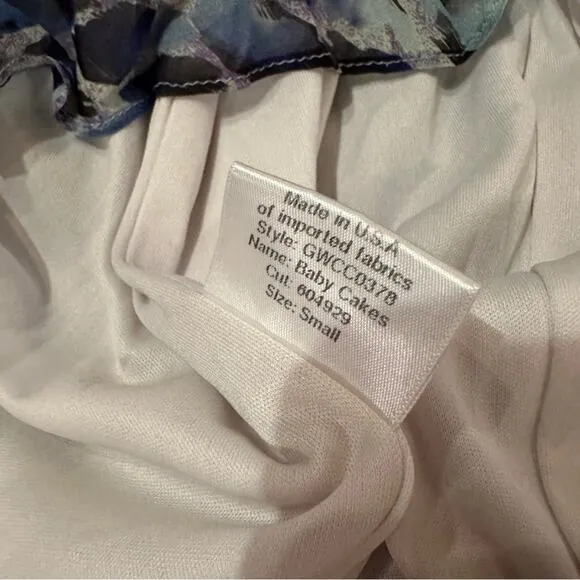 Made in U.S.A
of imported fabrics
Style: GWCC0378
Name: Baby Cakes
Cut: 604929
Size: Small